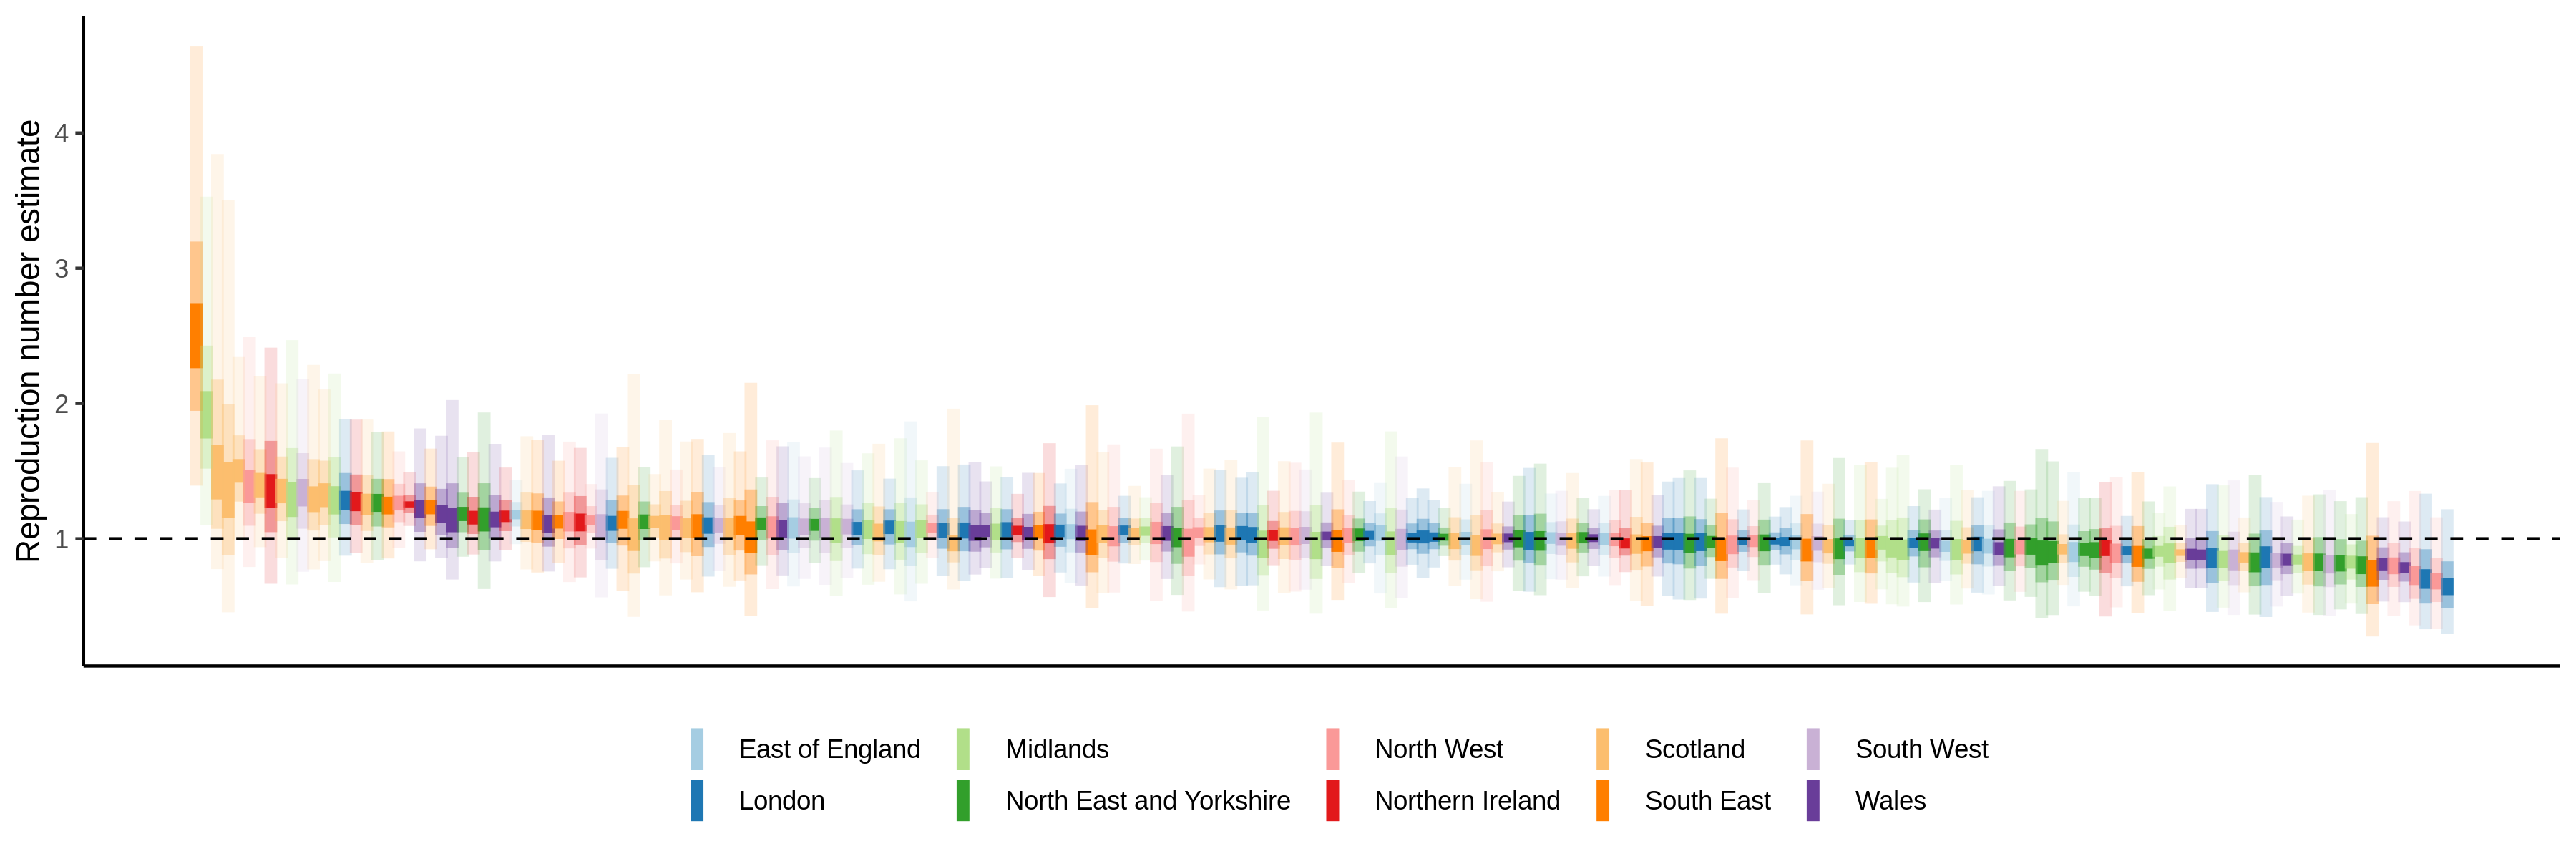 Reproduction number estimate
4
3
2
1
East of England
Midlands
North West
Scotland
South West
London
North East and Yorkshire
Northern Ireland
South East
Wales